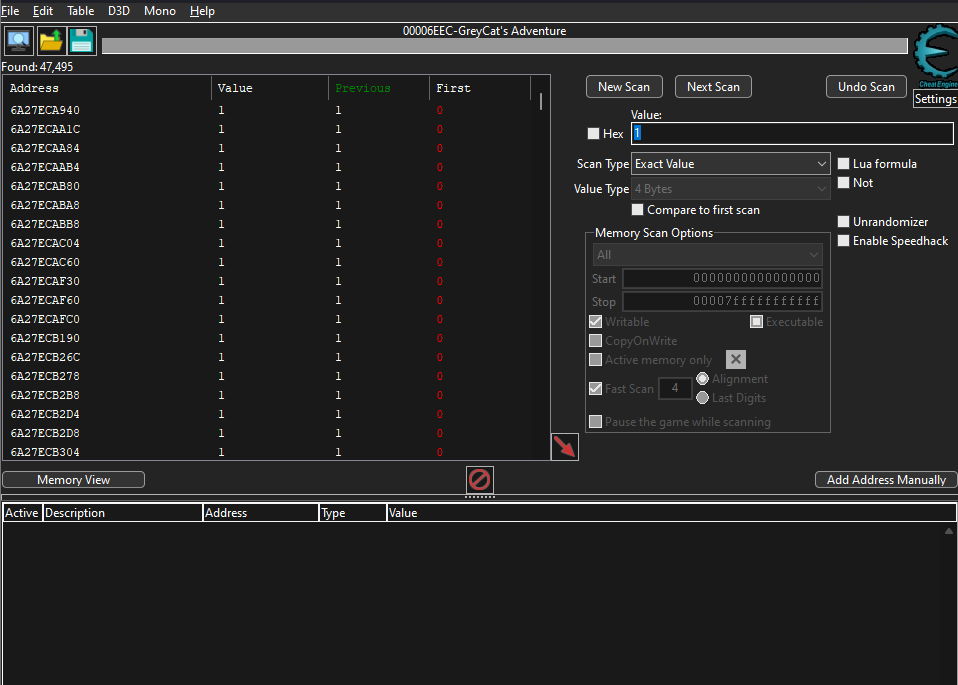 File Edit Table D3D Mono Help
00006EEC-GreyCat's Adventure
Found: 47,495
Cheat Engine
Settings
Address Value Previous First
6A27ECA940 1 1 0
6A27ECAA1C 1 1 0
6A27ECAA84 1 1 0
6A27ECAAB4 1 1 0
6A27ECAB80 1 1 0
6A27ECABA8 1 1 0
6A27ECABB8 1 1 0
6A27ECAC04 1 1 0
6A27ECAC60 1 1 0
6A27ECAF30 1 1 0
6A27ECAF60 1 1 0
6A27ECAFC0 1 1 0
6A27ECB190 1 1 0
6A27ECB26C 1 1 0
6A27ECB278 1 1 0
6A27ECB2B8 1 1 0
6A27ECB2D4 1 1 0
6A27ECB2D8 1 1 0
6A27ECB304 1 1 0
New Scan Next Scan Undo Scan
Value:
Hex 1
Scan Type Exact Value Lua formula
Value Type 4 Bytes Not
Compare to first scan
Unrandomizer
Enable Speedhack
Memory Scan Options
All
Start 0000000000000000
Stop 00007fffffffffff
Writable Executable
CopyOnWrite
Active memory only
Fast Scan 4 Alignment
Last Digits
Pause the game while scanning
Memory View Add Address Manually
Active Description Address Type Value